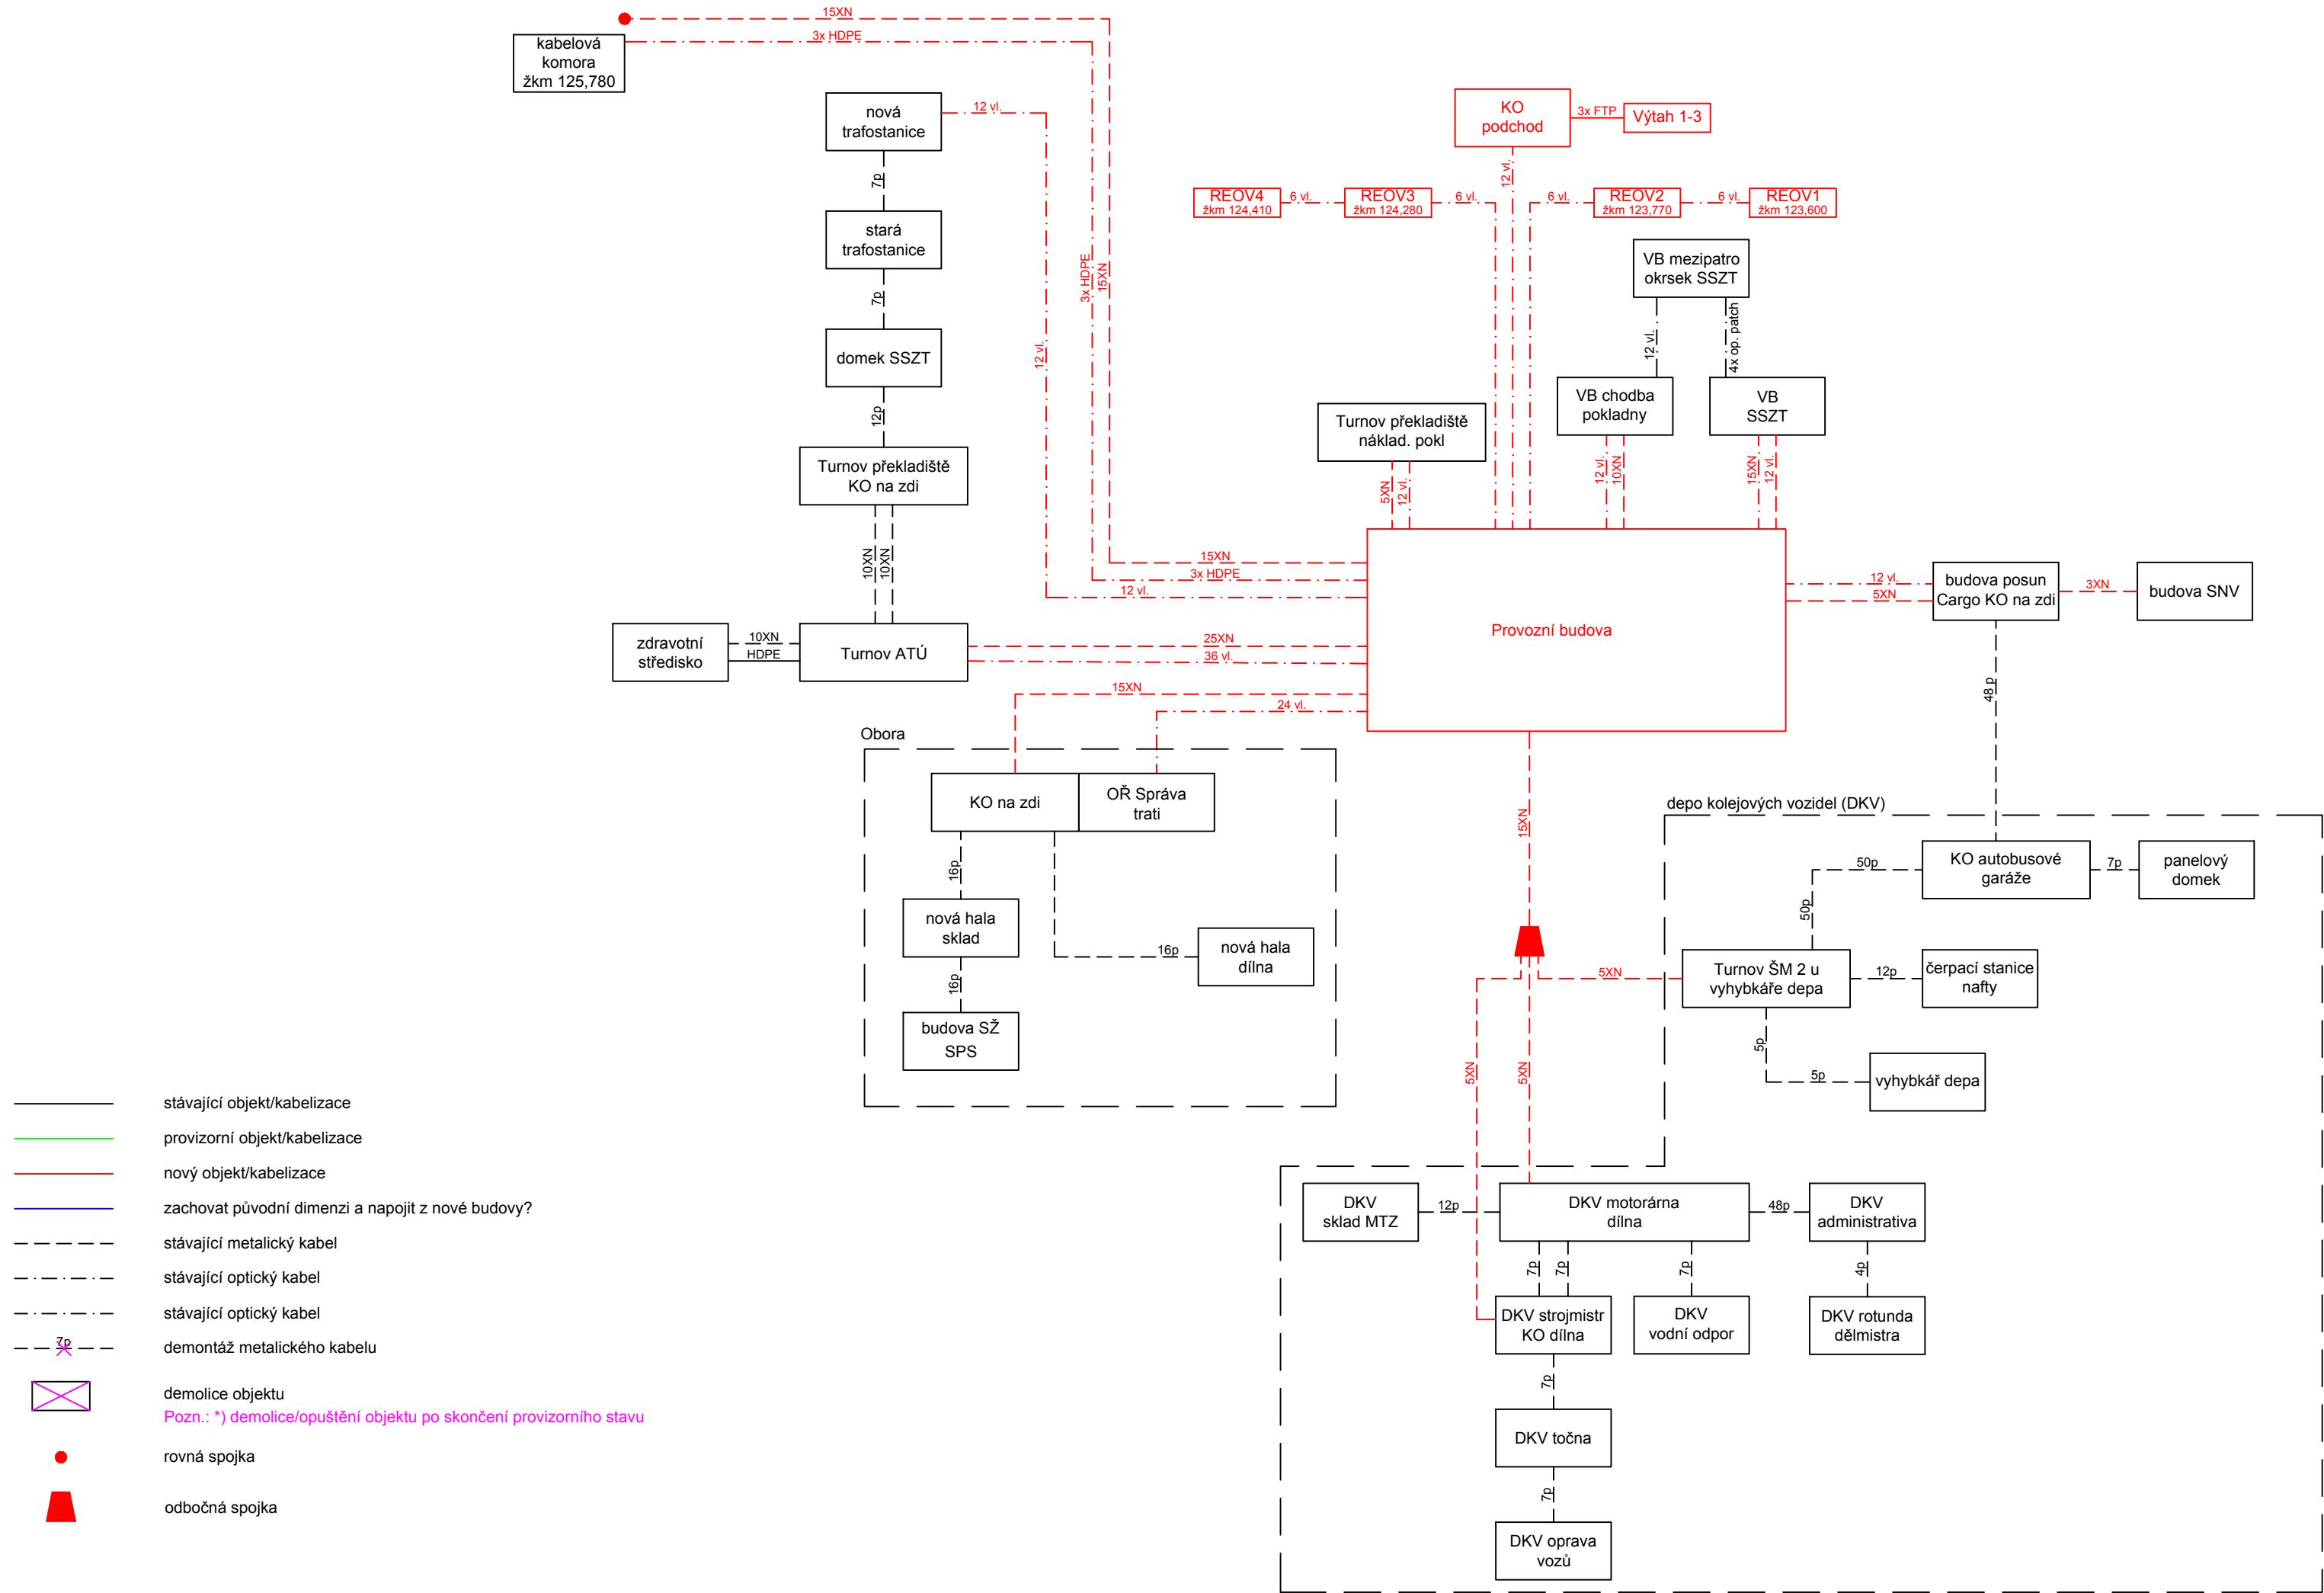 15XN
3x HDPE
kabelová
komora
žkm 125,780
nová
trafostanice
12 vl.
7p
stará
trafostanice
7p
domek SSZT
12p
Turnov překladiště
KO na zdi
10XN
10XN
zdravotní
středisko
10XN
HDPE
Turnov ATÚ
12 vl.
3x HDPE
15XN
15XN
3x HDPE
12 vl.
25XN
36 vl.
15XN
24 vl.
KO
podchod
3x FTP
Výtah 1-3
12 vl.
REOV4
žkm 124,410
6 vl.
REOV3
žkm 124,280
6 vl.
6 vl.
REOV2
žkm 123,770
6 vl.
REOV1
žkm 123,600
VB mezipatro
okrsek SSZT
12 vl.
4x op. patch
VB chodba
pokladny
VB
SSZT
Turnov překladiště
náklad. pokl
5XN
12 vl.
12 vl.
10XN
15XN
12 vl.
Provozní budova
12 vl.
5XN
budova posun
Cargo KO na zdi
3XN
budova SNV
48 p
Obora
KO na zdi
OŘ Správa
trati
16p
nová hala
sklad
16p
nová hala
dílna
16p
budova SŽ
SPS
15XN
5XN
5XN
5XN
depo kolejových vozidel (DKV)
KO autobusové
garáže
7p
panelový
domek
50p
50p
Turnov ŠM 2 u
vyhybkáře depa
12p
čerpací stanice
nafty
5p
5p
vyhybkář depa
DKV
sklad MTZ
12p
DKV motorárna
dílna
48p
DKV
administrativa
7p
7p
7p
4p
DKV strojmistr
KO dílna
DKV
vodní odpor
DKV rotunda
dělmistra
7p
DKV točna
7p
DKV oprava
vozů
stávající objekt/kabelizace
provizorní objekt/kabelizace
nový objekt/kabelizace
zachovat původní dimenzi a napojit z nové budovy?
stávající metalický kabel
stávající optický kabel
stávající optický kabel
7p
demontáž metalického kabelu
demolice objektu
Pozn.: *) demolice/opuštění objektu po skončení provizorního stavu
rovná spojka
odbočná spojka